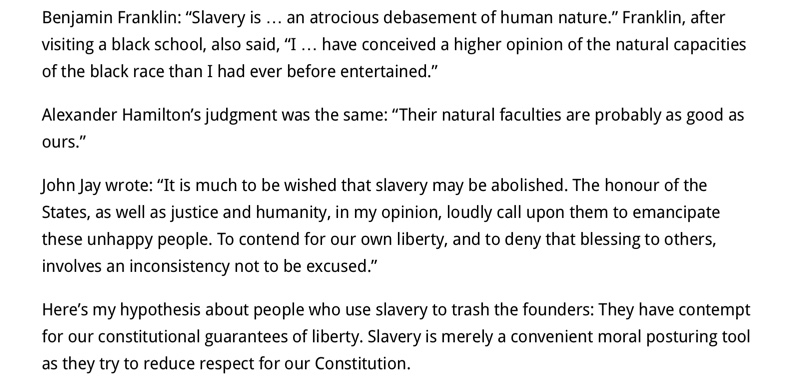 Benjamin Franklin: “Slavery is … an atrocious debasement of human nature.” Franklin, after
visiting a black school, also said, “I … have conceived a higher opinion of the natural capacities
of the black race than I had ever before entertained.”
Alexander Hamilton’s judgment was the same: “Their natural faculties are probably as good as
ours.”
John Jay wrote: “It is much to be wished that slavery may be abolished. The honour of the
States, as well as justice and humanity, in my opinion, loudly call upon them to emancipate
these unhappy people. To contend for our own liberty, and to deny that blessing to others,
involves an inconsistency not to be excused.”
Here’s my hypothesis about people who use slavery to trash the founders: They have contempt
for our constitutional guarantees of liberty. Slavery is merely a convenient moral posturing tool
as they try to reduce respect for our Constitution.